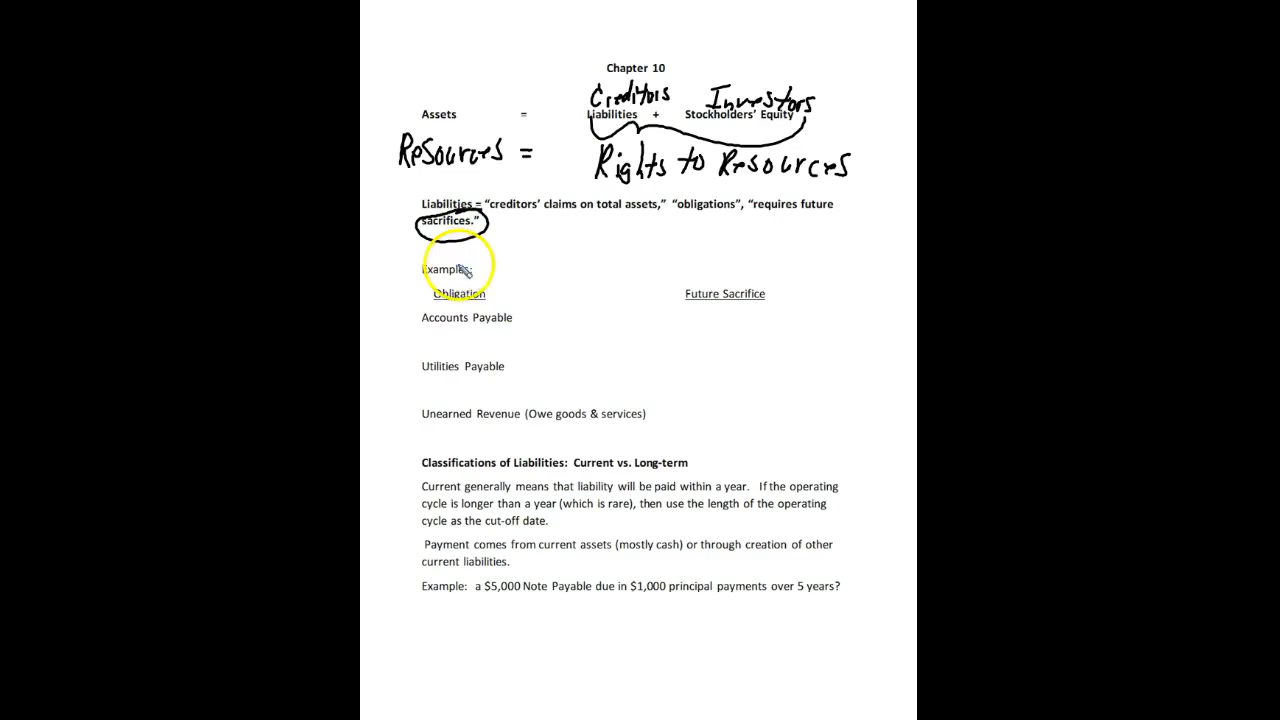 Chapter 10
Creditors Investors
Assets = Liabilities + Stockholders' Equity
Resources = Rights to Resources
Liabilities = "creditors' claims on total assets," "obligations", "requires future
sacrifices."
Examples:
Obligation Future Sacrifice
Accounts Payable
Utilities Payable
Unearned Revenue (Owe goods & services)
Classifications of Liabilities: Current vs. Long-term
Current generally means that liability will be paid within a year. If the operating
cycle is longer than a year (which is rare), then use the length of the operating
cycle as the cut-off date.
Payment comes from current assets (mostly cash) or through creation of other
current liabilities.
Example: a $5,000 Note Payable due in $1,000 principal payments over 5 years?